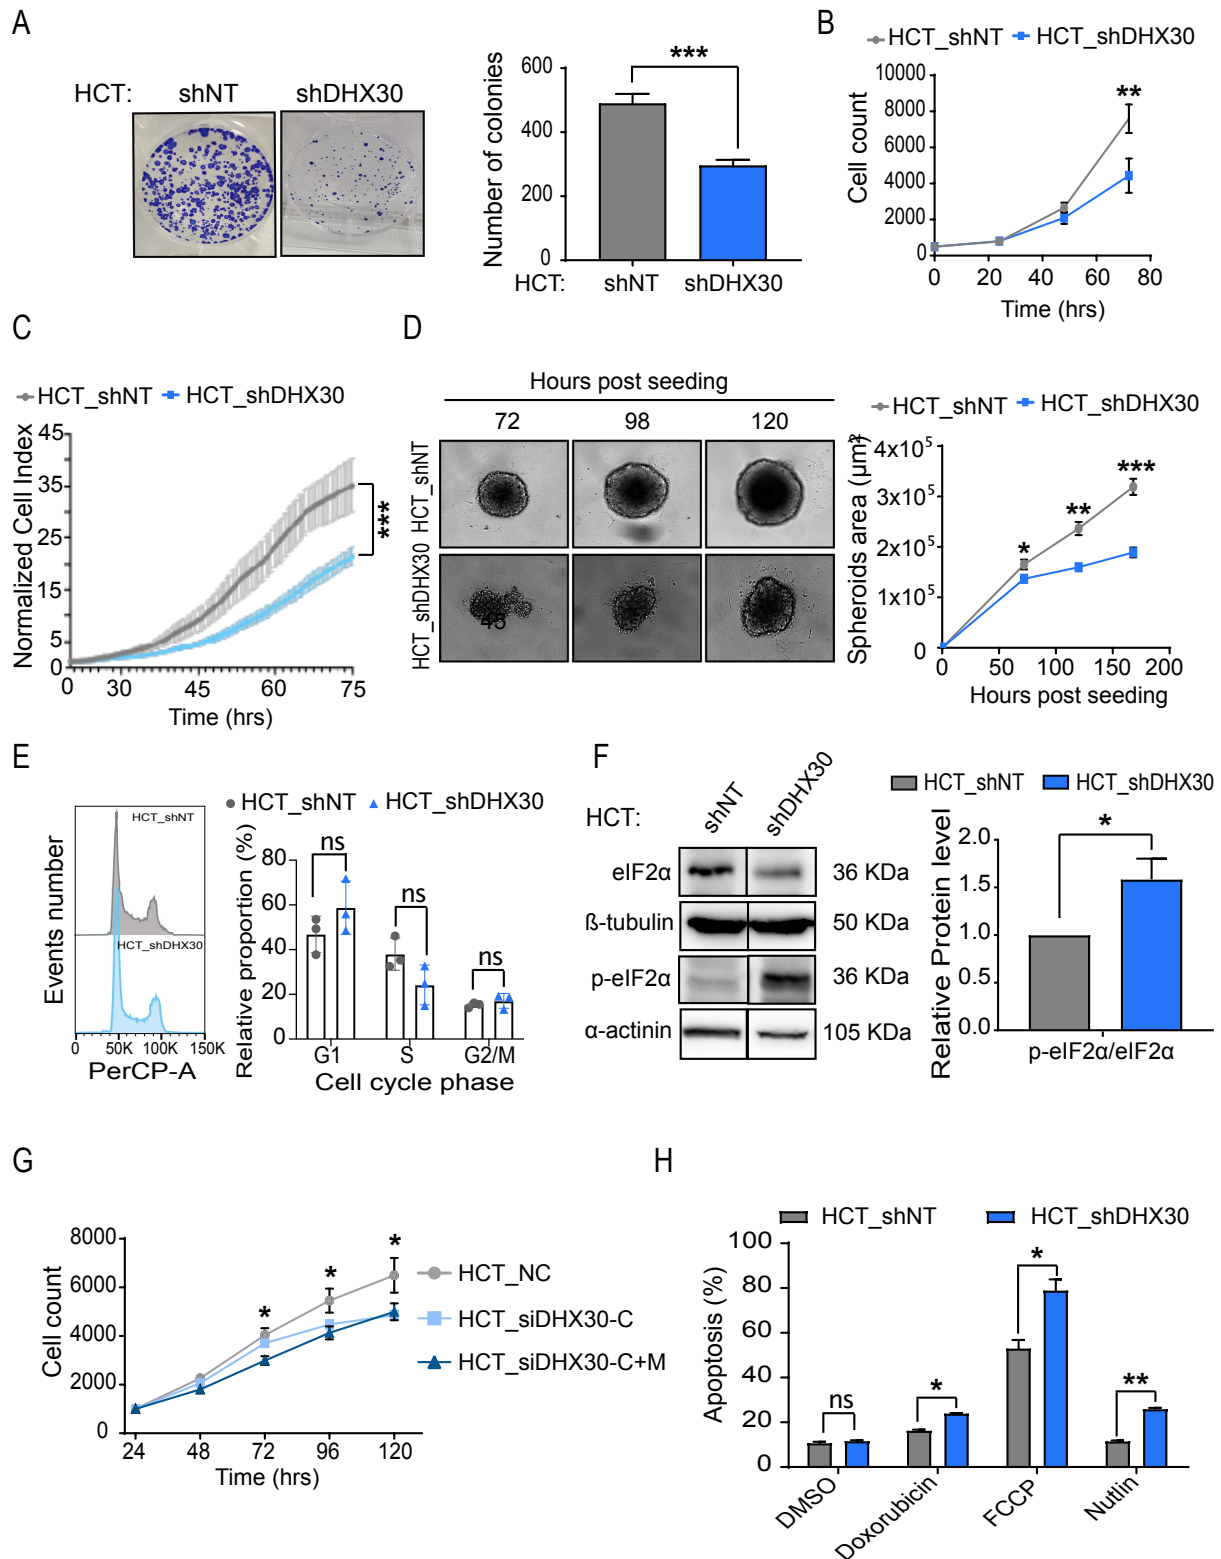 A
HCT: shNT shDHX30
Number of colonies
600
400
200
0
***
HCT: shNT shDHX30
B
HCT_shNT HCT_shDHX30
Cell count
10000
8000
6000
4000
2000
0
**
0 20 40 60 80
Time (hrs)
C
HCT_shNT HCT_shDHX30
Normalized Cell Index
45
35
25
15
5
0
***
0 30 45 60 75
Time (hrs)
D
Hours post seeding
72 98 120
HCT_shNT
HCT_shDHX30
45
HCT_shNT HCT_shDHX30
Spheroids area (µm²)
4x10⁵
3x10⁵
2x10⁵
1x10⁵
0
* ** ***
0 50 100 150 200
Hours post seeding
E
Events number
HCT_shNT
HCT_shDHX30
0 50K 100K 150K
PerCP-A
HCT_shNT HCT_shDHX30
Relative proportion (%)
80
60
40
20
0
ns ns ns
G1 S G2/M
Cell cycle phase
F
HCT: shNT shDHX30
eIF2α 36 KDa
ß-tubulin 50 KDa
p-eIF2α 36 KDa
α-actinin 105 KDa
HCT_shNT HCT_shDHX30
Relative Protein level
2.0
1.5
1.0
0.5
0.0
*
p-eIF2α/eIF2α
G
Cell count
8000
6000
4000
2000
0
* * *
24 48 72 96 120
Time (hrs)
HCT_NC
HCT_siDHX30-C
HCT_siDHX30-C+M
H
HCT_shNT HCT_shDHX30
Apoptosis (%)
100
80
60
40
20
0
ns * * **
DMSO Doxorubicin FCCP Nutlin